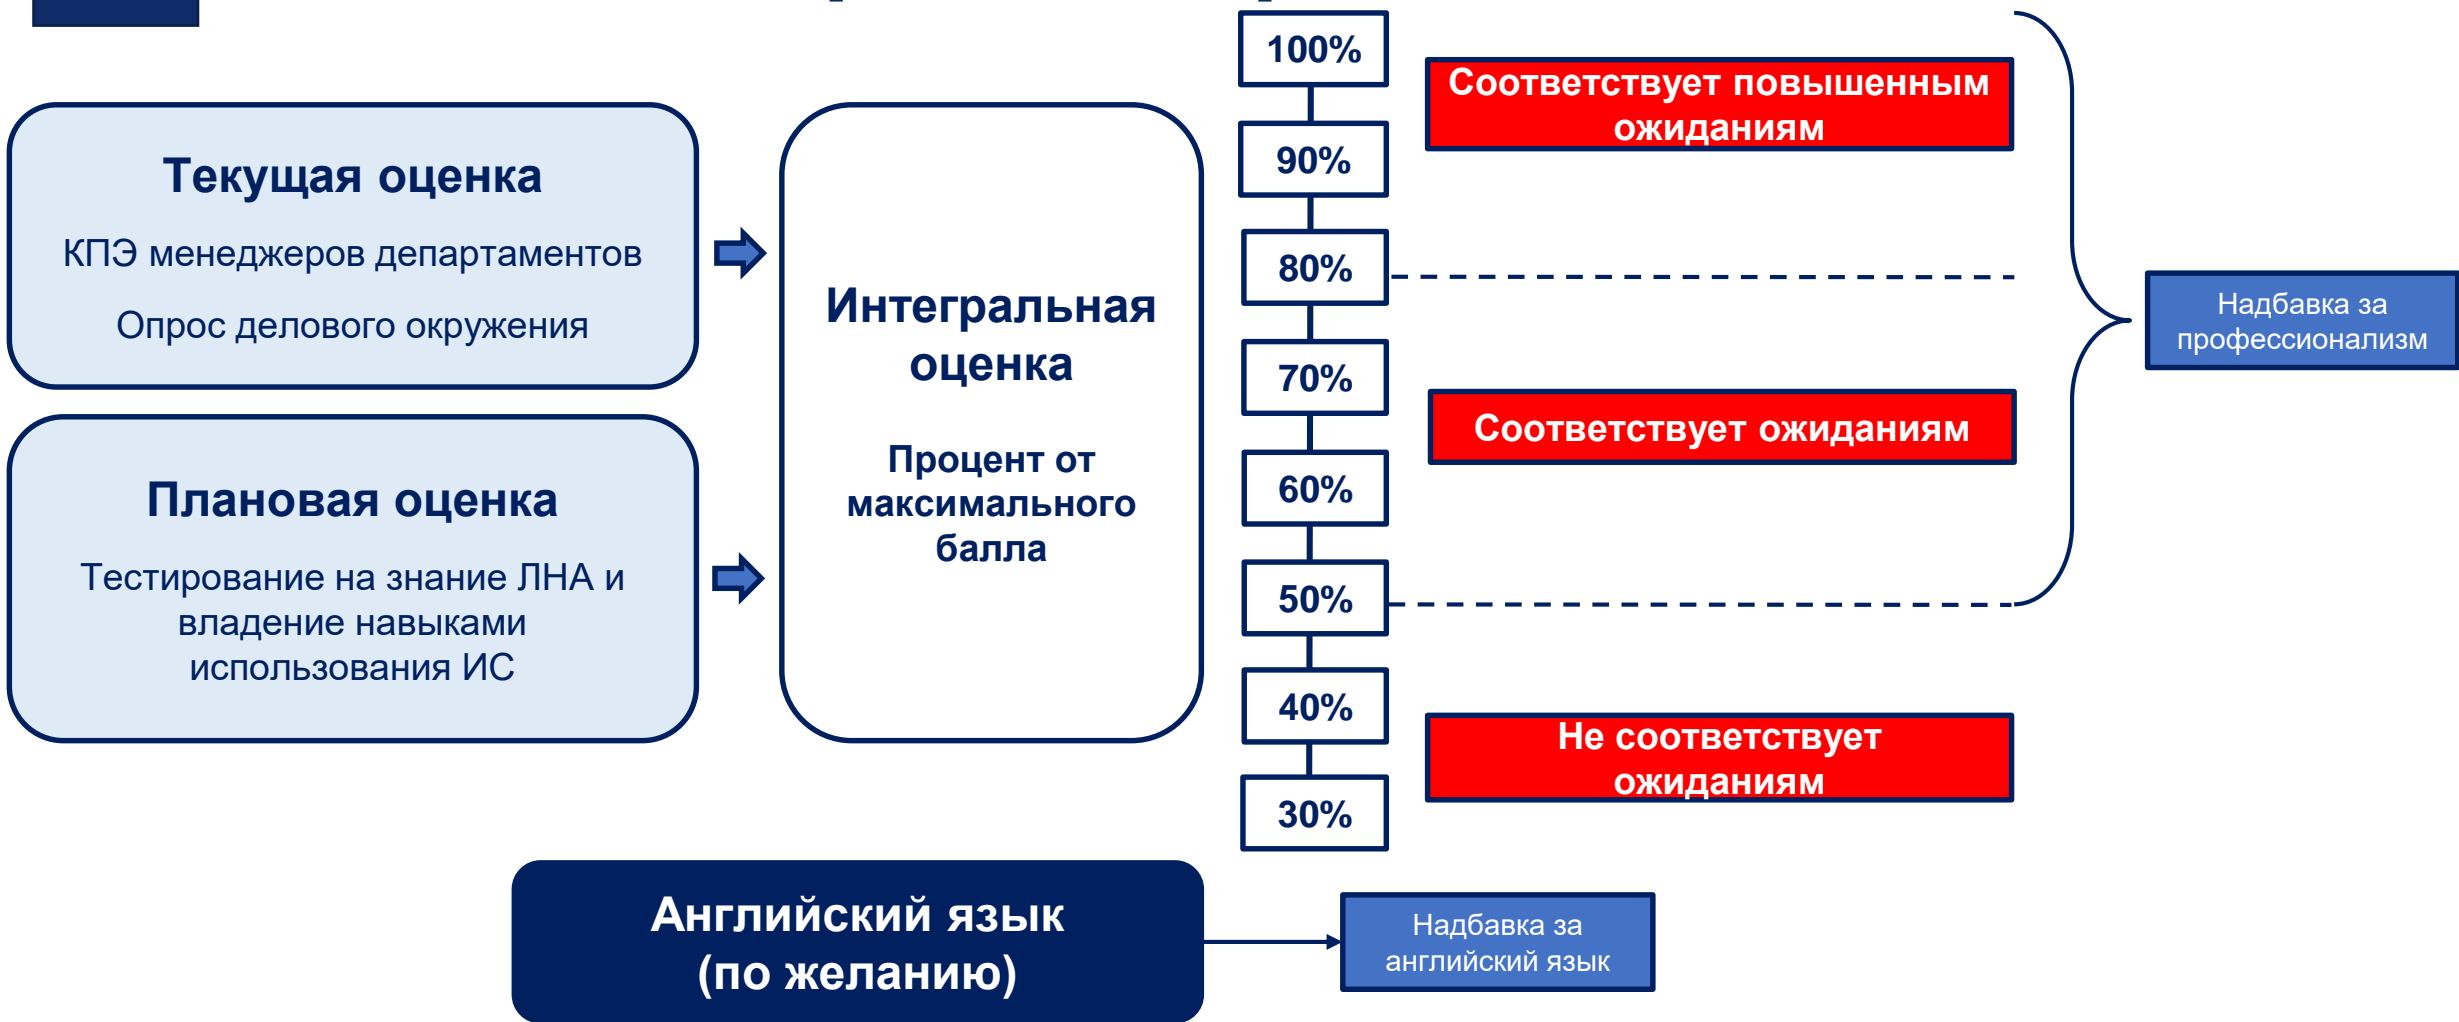 Текущая оценка
КПЭ менеджеров департаментов
Опрос делового окружения
Плановая оценка
Тестирование на знание ЛНА и
владение навыками
использования ИС
Интегральная
оценка
Процент от
максимального
балла
100%
90%
80%
70%
60%
50%
40%
30%
Соответствует повышенным
ожиданиям
Соответствует ожиданиям
Не соответствует
ожиданиям
Надбавка за
профессионализм
Английский язык
(по желанию)
Надбавка за
английский язык